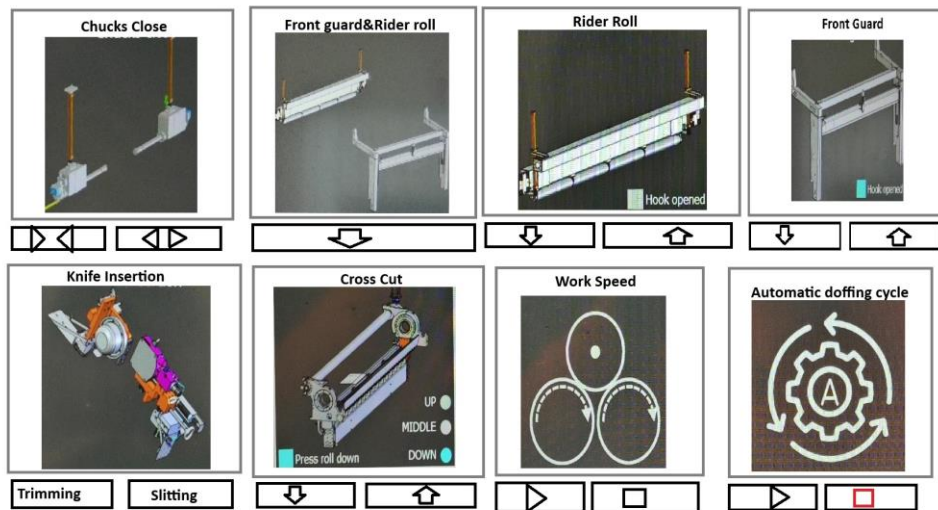 Chucks Close
Front guard&Rider roll
Rider Roll
Front Guard
Hook opened
Hook opened
Knife Insertion
Cross Cut
Work Speed
Automatic doffing cycle
UP
MIDDLE
DOWN
Press roll down
A
Trimming
Slitting